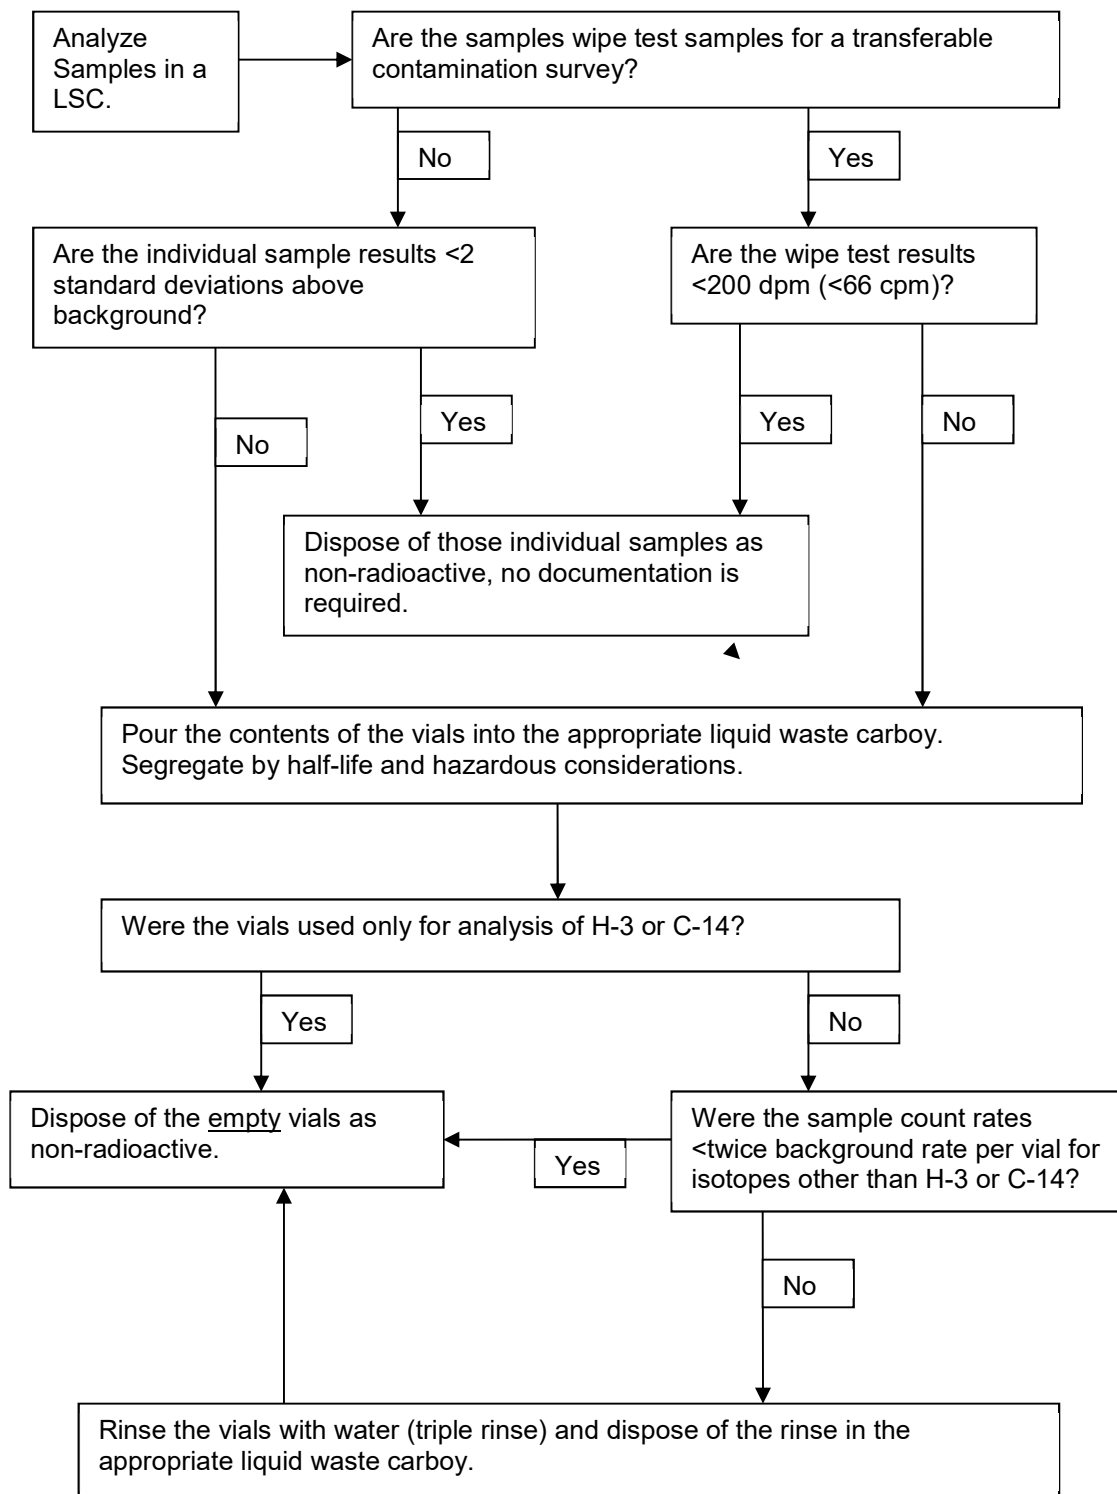 Analyze
Samples in a
LSC.
Are the samples wipe test samples for a transferable
contamination survey?
No
Yes
Are the individual sample results <2
standard deviations above
background?
Are the wipe test results
<200 dpm (<66 cpm)?
No
Yes
Yes
No
Dispose of those individual samples as
non-radioactive, no documentation is
required.
Pour the contents of the vials into the appropriate liquid waste carboy.
Segregate by half-life and hazardous considerations.
Were the vials used only for analysis of H-3 or C-14?
Yes
No
Dispose of the empty vials as
non-radioactive.
Yes
Were the sample count rates
<twice background rate per vial for
isotopes other than H-3 or C-14?
No
Rinse the vials with water (triple rinse) and dispose of the rinse in the
appropriate liquid waste carboy.